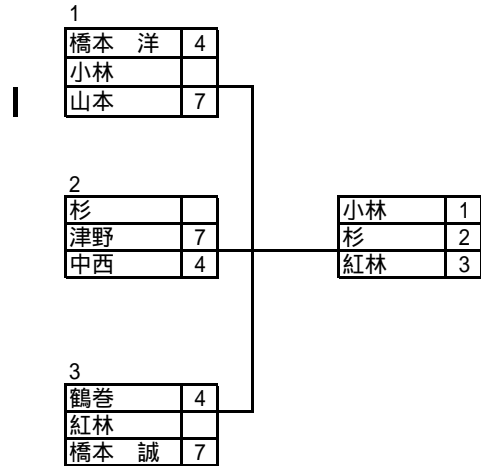 1
橋本　洋 4
小林
山本 7
2
杉
津野 7
中西 4
小林 1
杉 2
紅林 3
3
鶴巻 4
紅林
橋本　誠 7